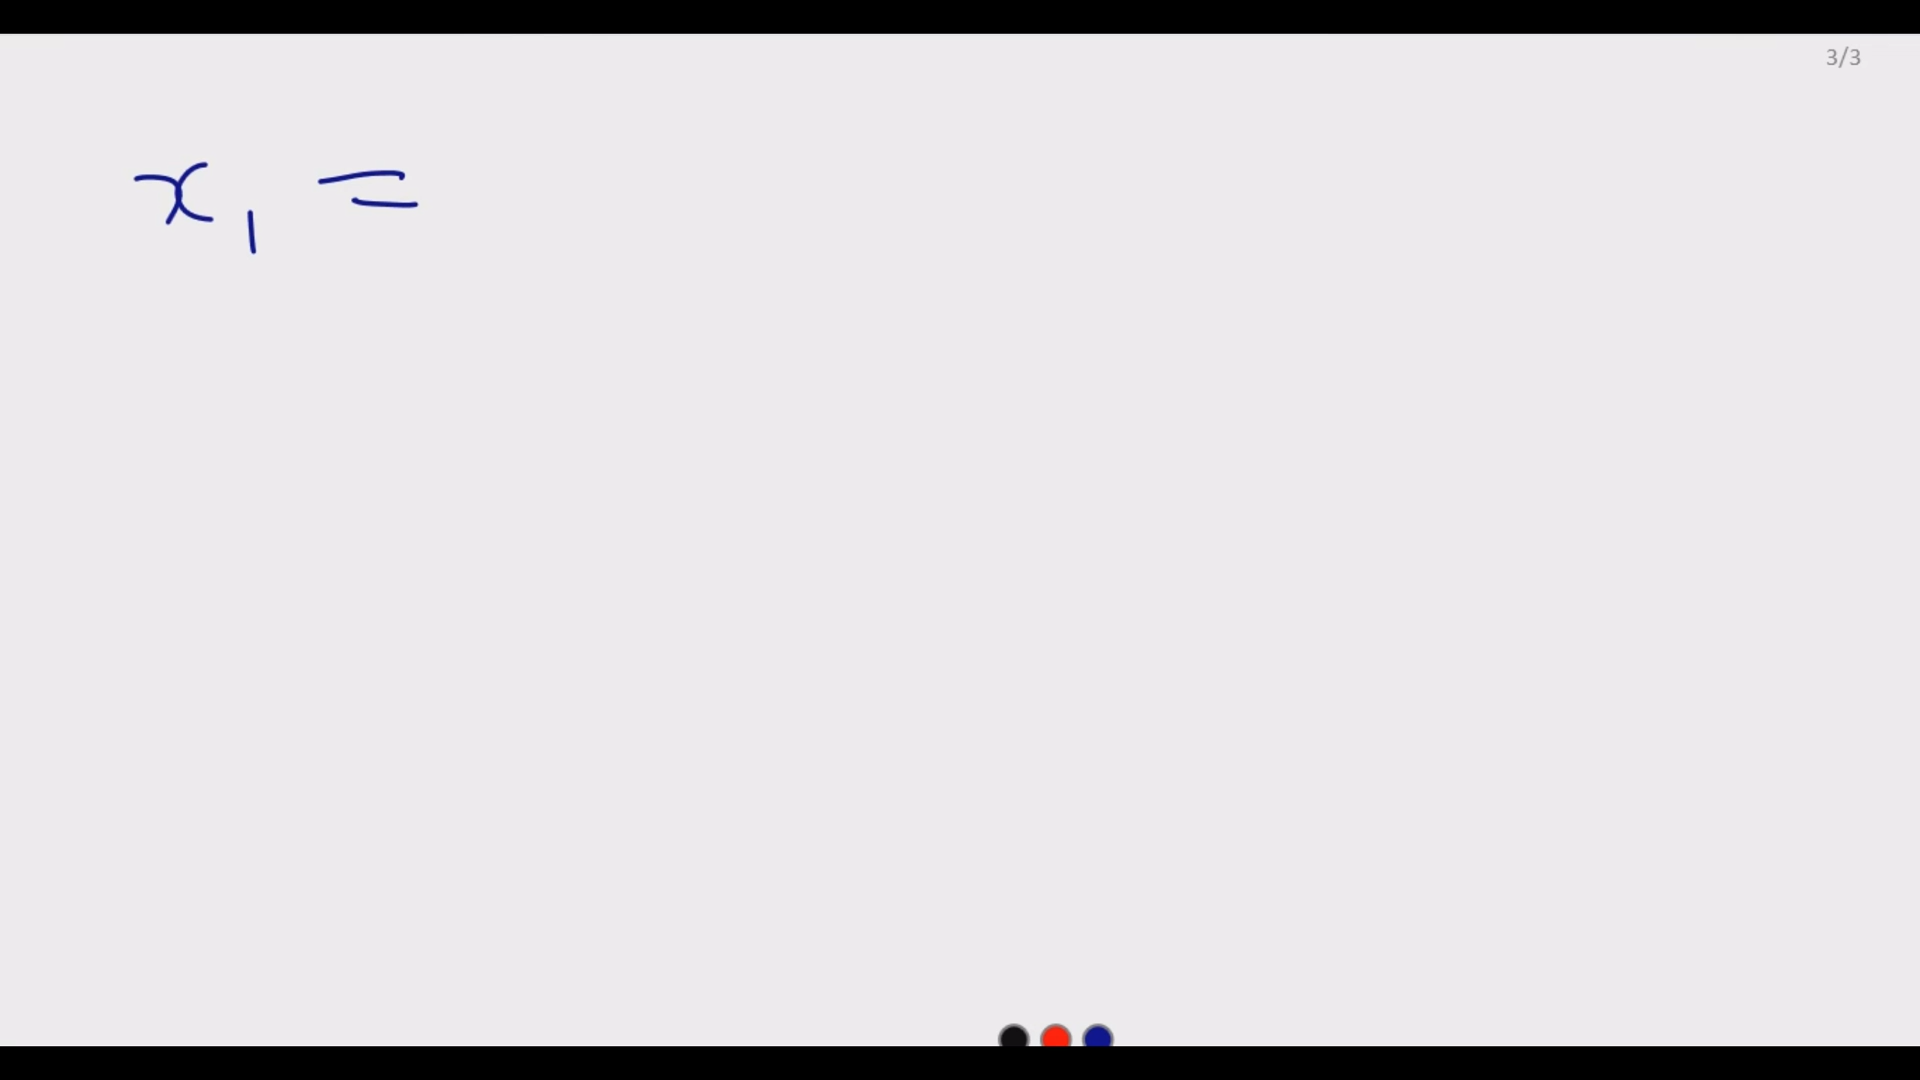 3/3
x₁ =